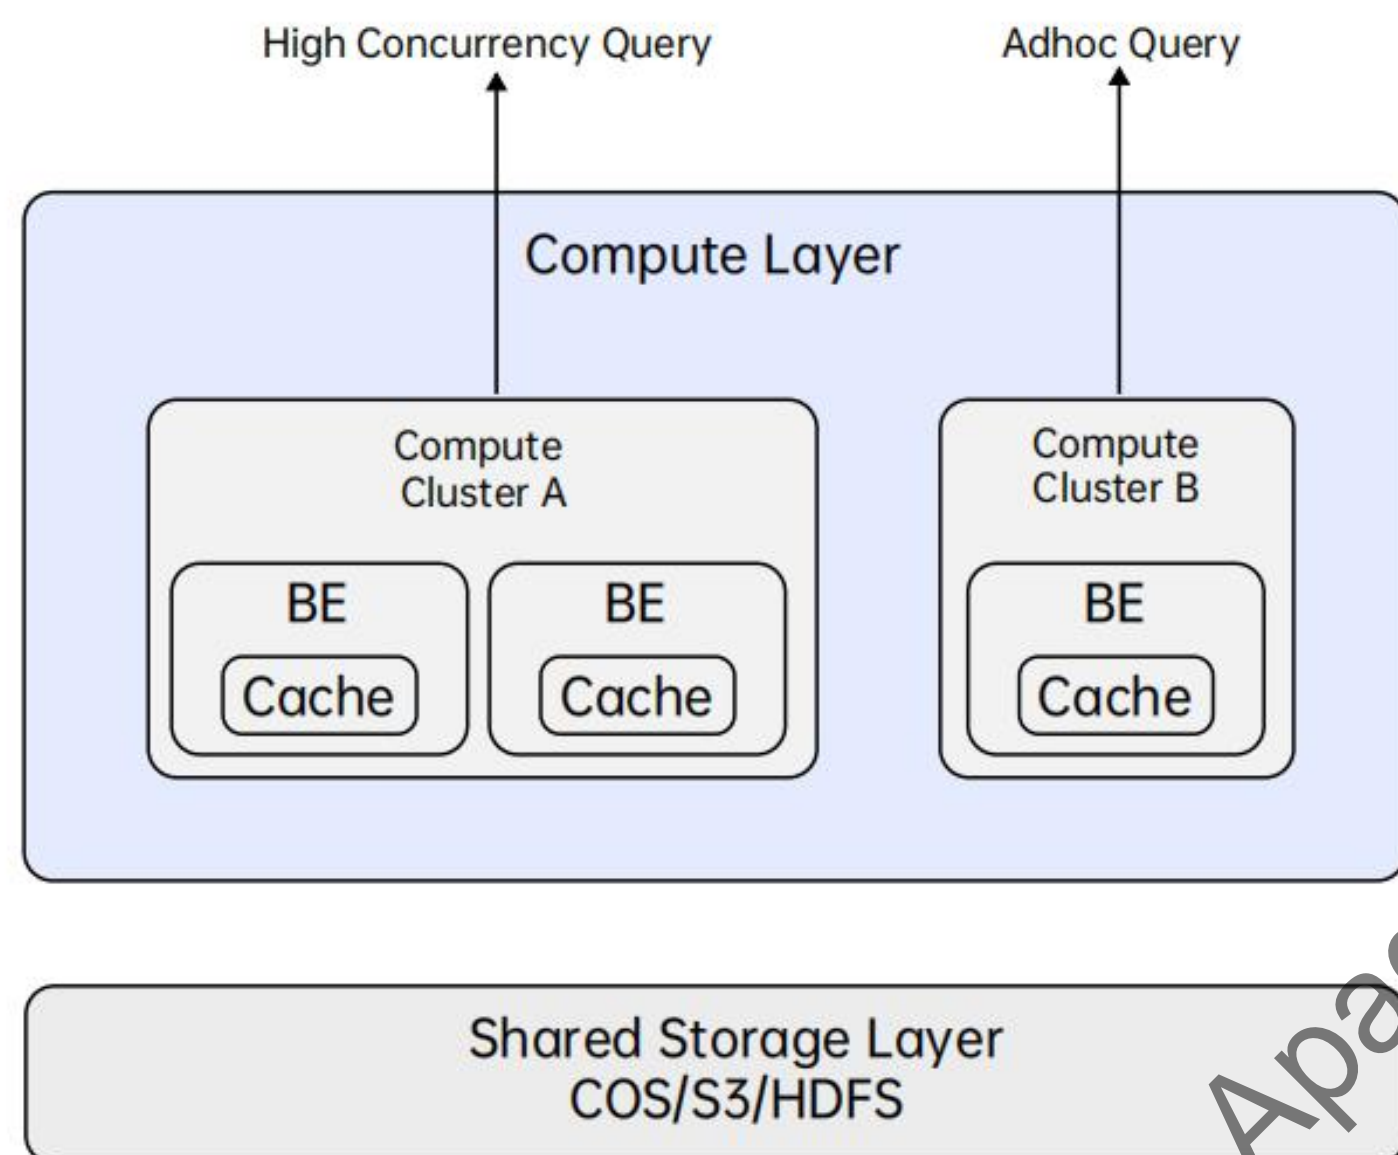 High Concurrency Query
Adhoc Query
Compute Layer
Compute
Cluster A
Compute
Cluster B
BE
BE
BE
Cache
Cache
Cache
Shared Storage Layer
COS/S3/HDFS